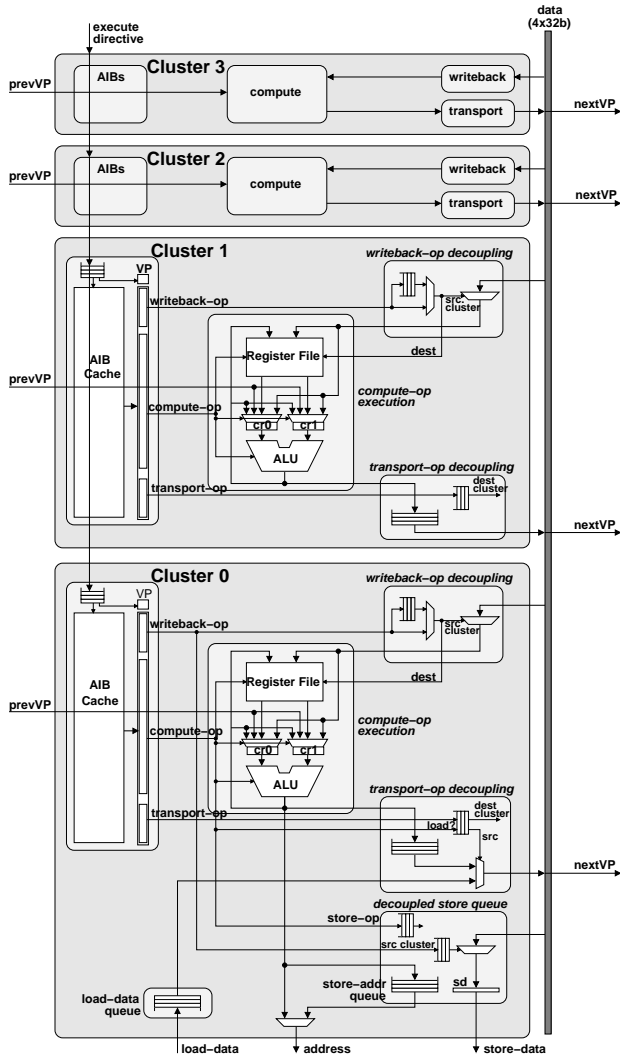 data
(4x32b)
execute
directive
Cluster 3
AIBs
prevVP
compute
writeback
transport
nextVP
Cluster 2
AIBs
prevVP
compute
writeback
transport
nextVP
Cluster 1
VP
writeback-op decoupling
writeback-op
src.
cluster
AIB
Cache
Register File
dest
prevVP
compute-op
compute-op
execution
cr0
cr1
ALU
transport-op decoupling
transport-op
dest
cluster
nextVP
Cluster 0
VP
writeback-op decoupling
writeback-op
src
cluster
AIB
Cache
Register File
dest
prevVP
compute-op
compute-op
execution
cr0
cr1
ALU
transport-op decoupling
transport-op
dest
cluster
load?
src
nextVP
decoupled store queue
store-op
src cluster
store-addr
queue
sd
load-data
queue
load-data
address
store-data